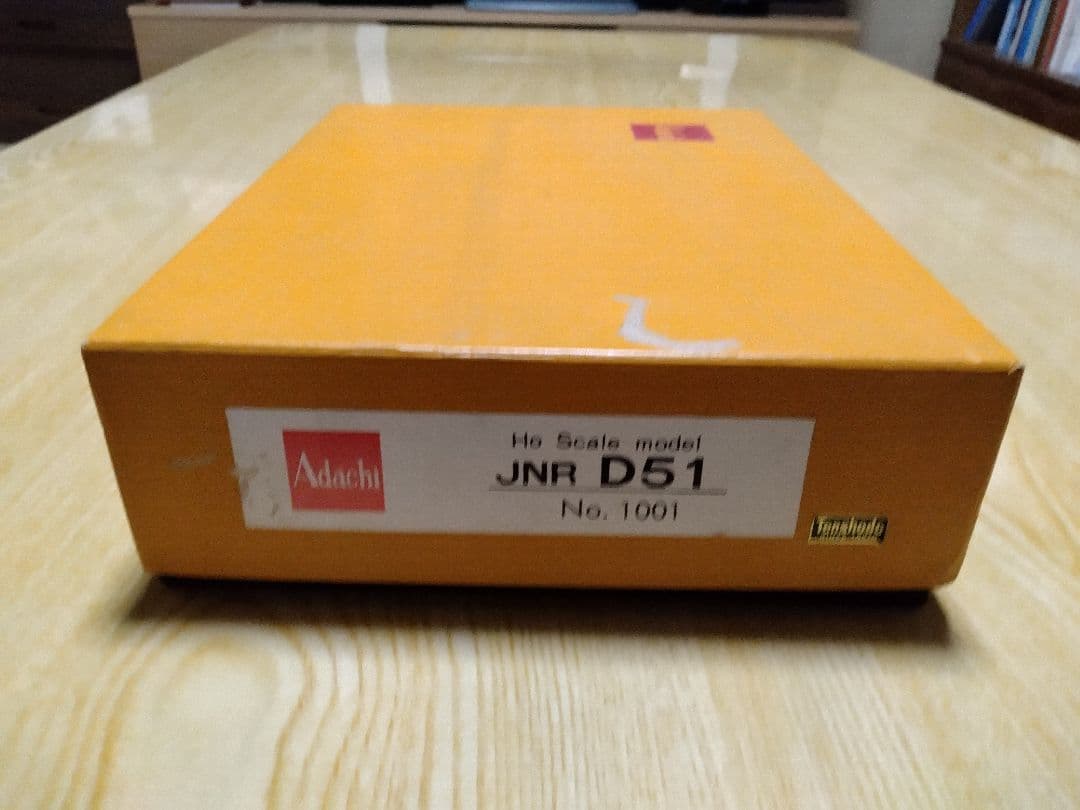 Adachi
Ho Scale model
JNR D51
No. 1001